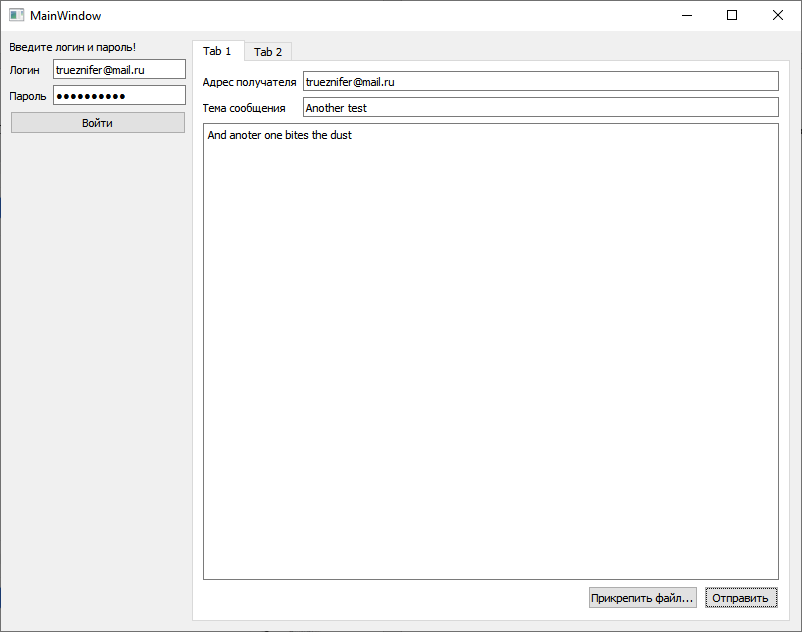 MainWindow
Введите логин и пароль!
Логин
trueznifer@mail.ru
Пароль
●●●●●●●●●●
Войти
Tab 1
Tab 2
Адрес получателя
trueznifer@mail.ru
Тема сообщения
Another test
And anoter one bites the dust
Прикрепить файл...
Отправить